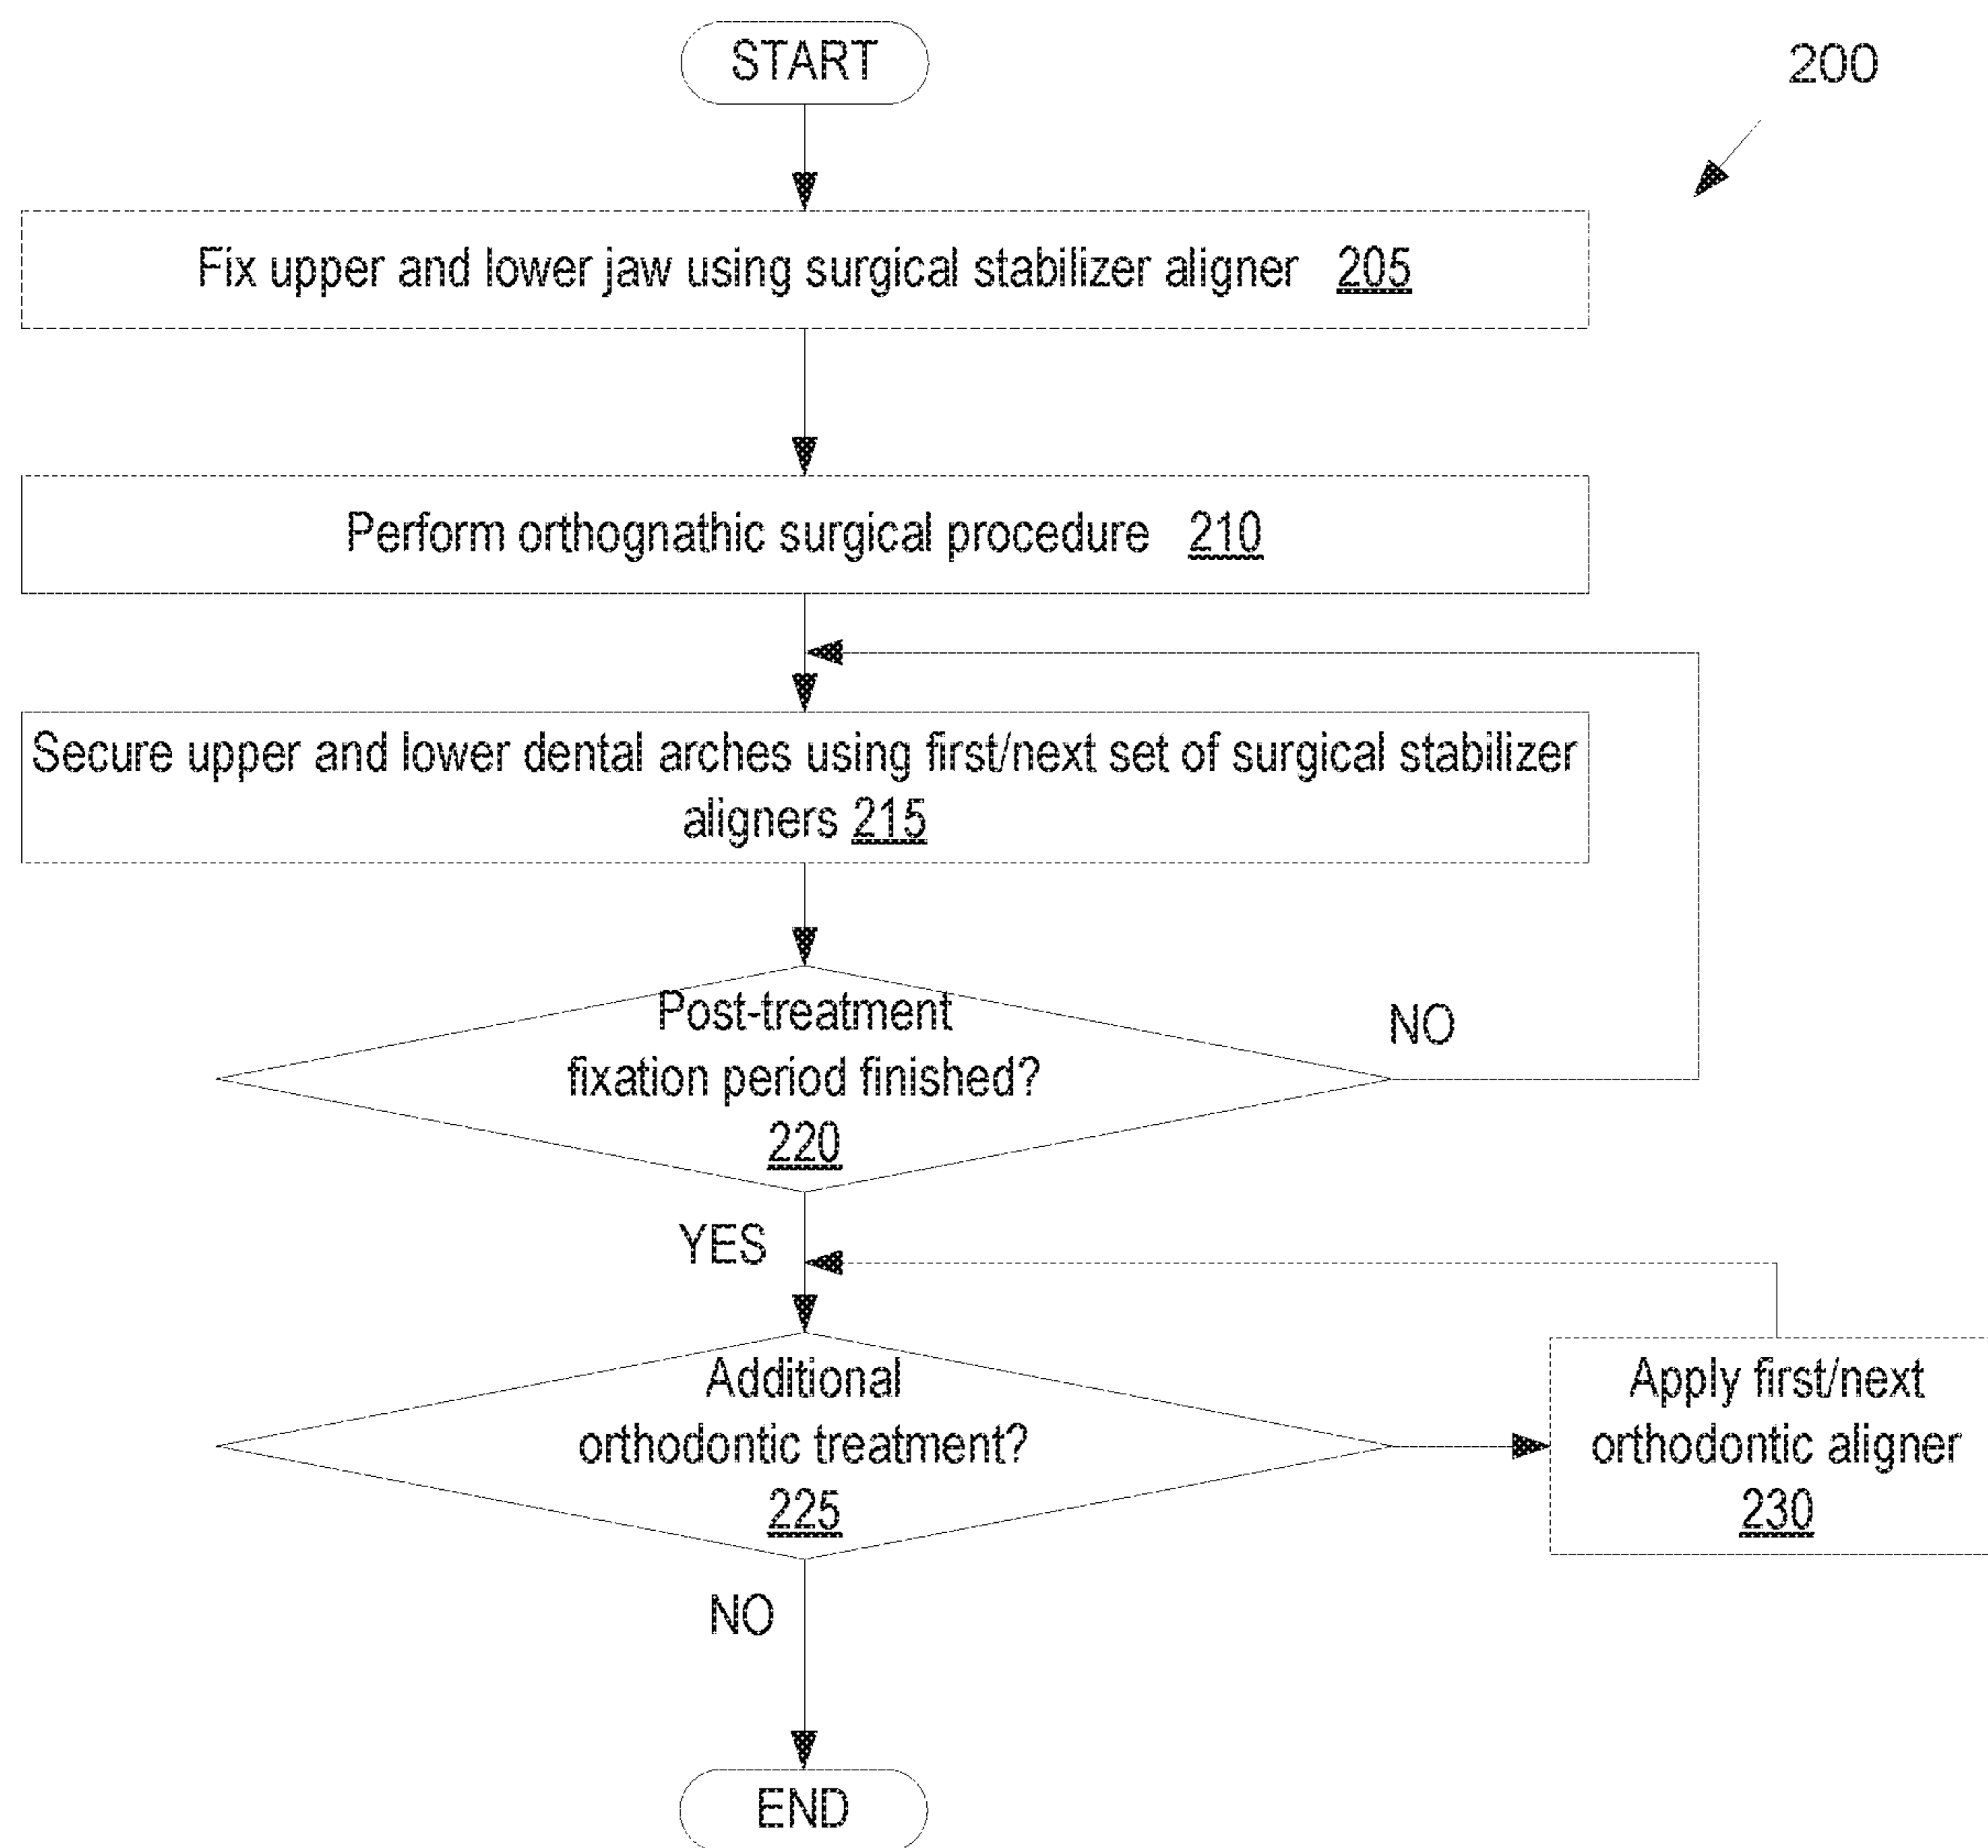 START
200
Fix upper and lower jaw using surgical stabilizer aligner 205
Perform orthognathic surgical procedure 210
Secure upper and lower dental arches using first/next set of surgical stabilizer
aligners 215
Post-treatment
fixation period finished?
220
NO
YES
Additional
orthodontic treatment?
225
Apply first/next
orthodontic aligner
230
NO
END